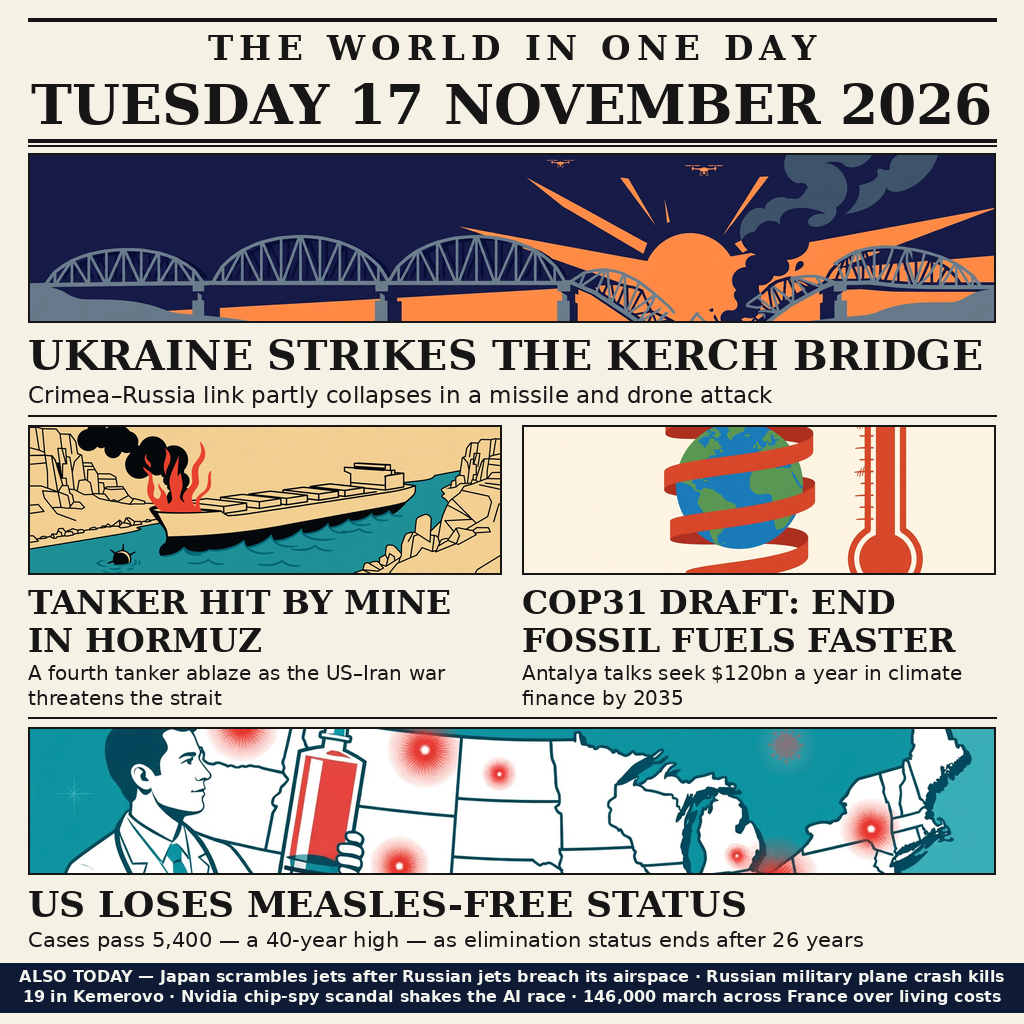 THE WORLD IN ONE DAY
TUESDAY 17 NOVEMBER 2026
UKRAINE STRIKES THE KERCH BRIDGE
Crimea–Russia link partly collapses in a missile and drone attack
TANKER HIT BY MINE
IN HORMUZ
A fourth tanker ablaze as the US–Iran war
threatens the strait
COP31 DRAFT: END
FOSSIL FUELS FASTER
Antalya talks seek $120bn a year in climate
finance by 2035
US LOSES MEASLES-FREE STATUS
Cases pass 5,400 — a 40-year high — as elimination status ends after 26 years
ALSO TODAY — Japan scrambles jets after Russian jets breach its airspace · Russian military plane crash kills
19 in Kemerovo · Nvidia chip-spy scandal shakes the AI race · 146,000 march across France over living costs